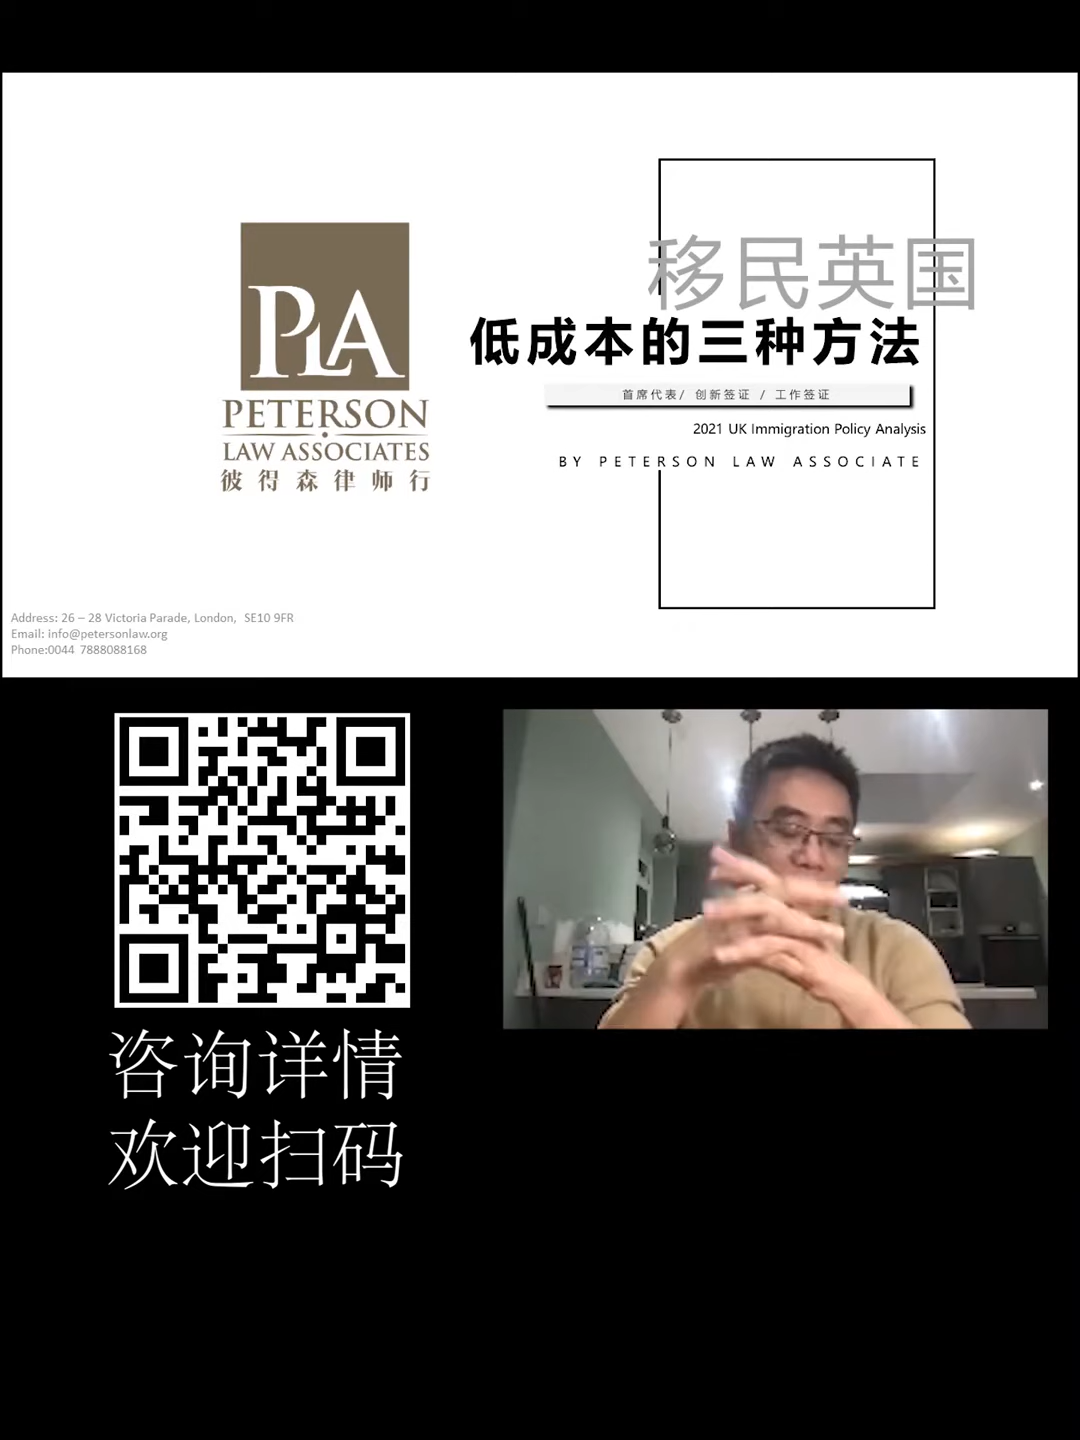 PLA
PETERSON
LAW ASSOCIATES
彼得森律师行
移民英国
低成本的三种方法
首席代表/ 创新签证 / 工作签证
2021 UK Immigration Policy Analysis
BY PETERSON LAW ASSOCIATE
Address: 26 – 28 Victoria Parade, London, SE10 9FR
Email: info@petersonlaw.org
Phone:0044 7888088168
咨询详情
欢迎扫码